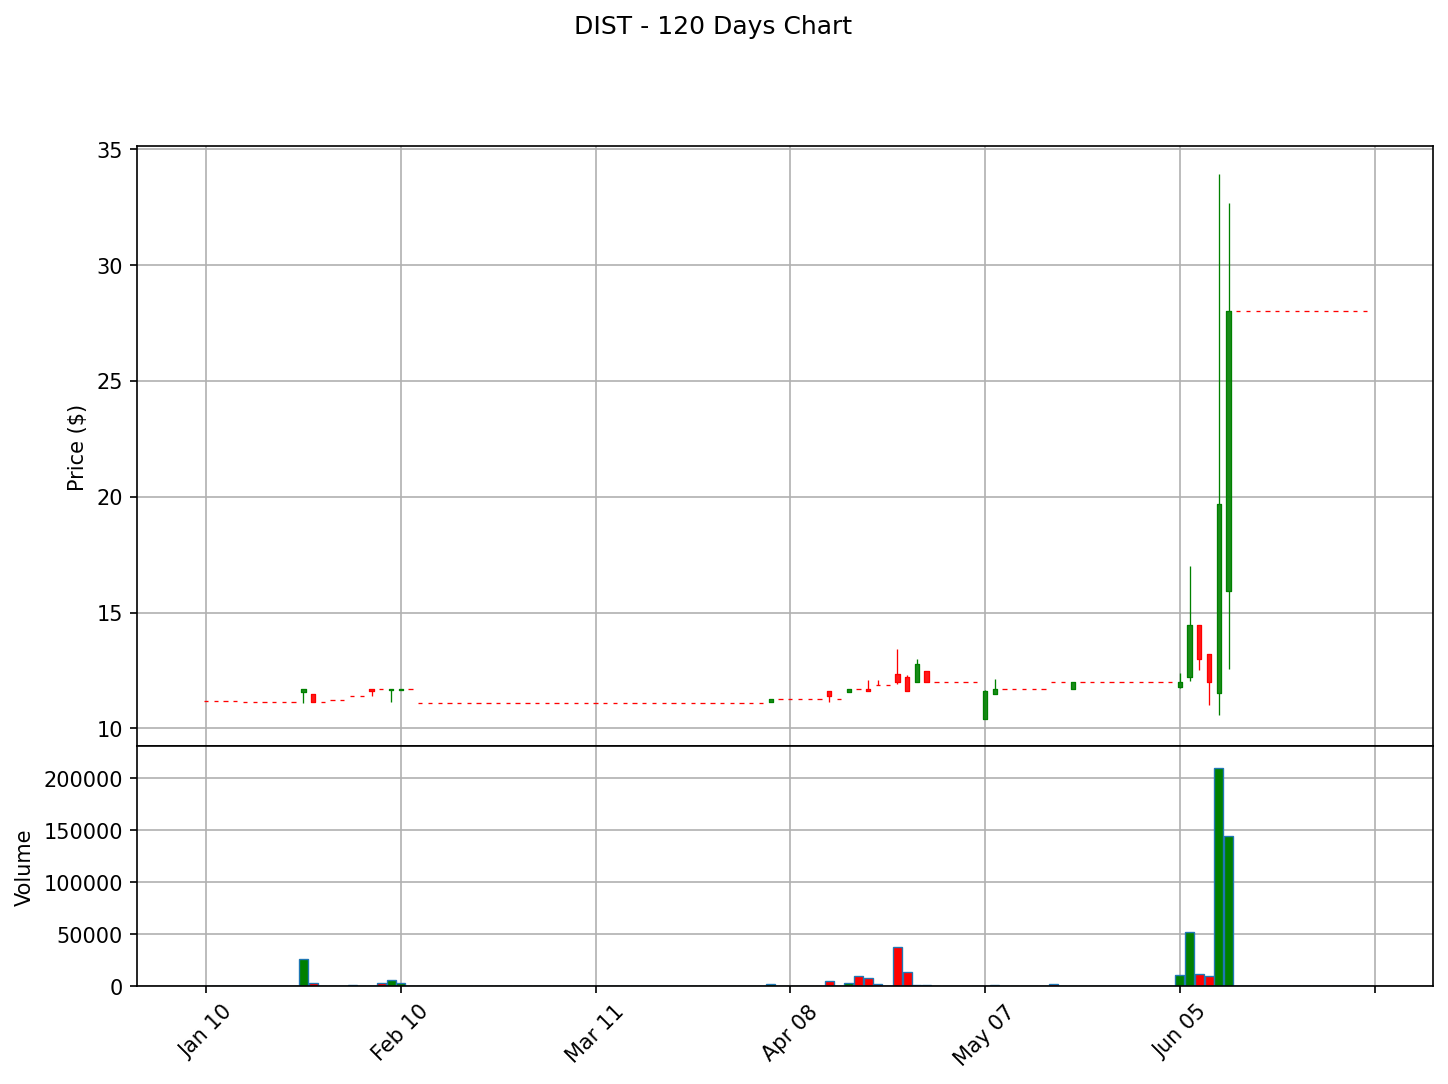 DIST - 120 Days Chart
35
30
25
20
15
10
Price ($)
200000
150000
100000
50000
0
Volume
Jan 10
Feb 10
Mar 11
Apr 08
May 07
Jun 05